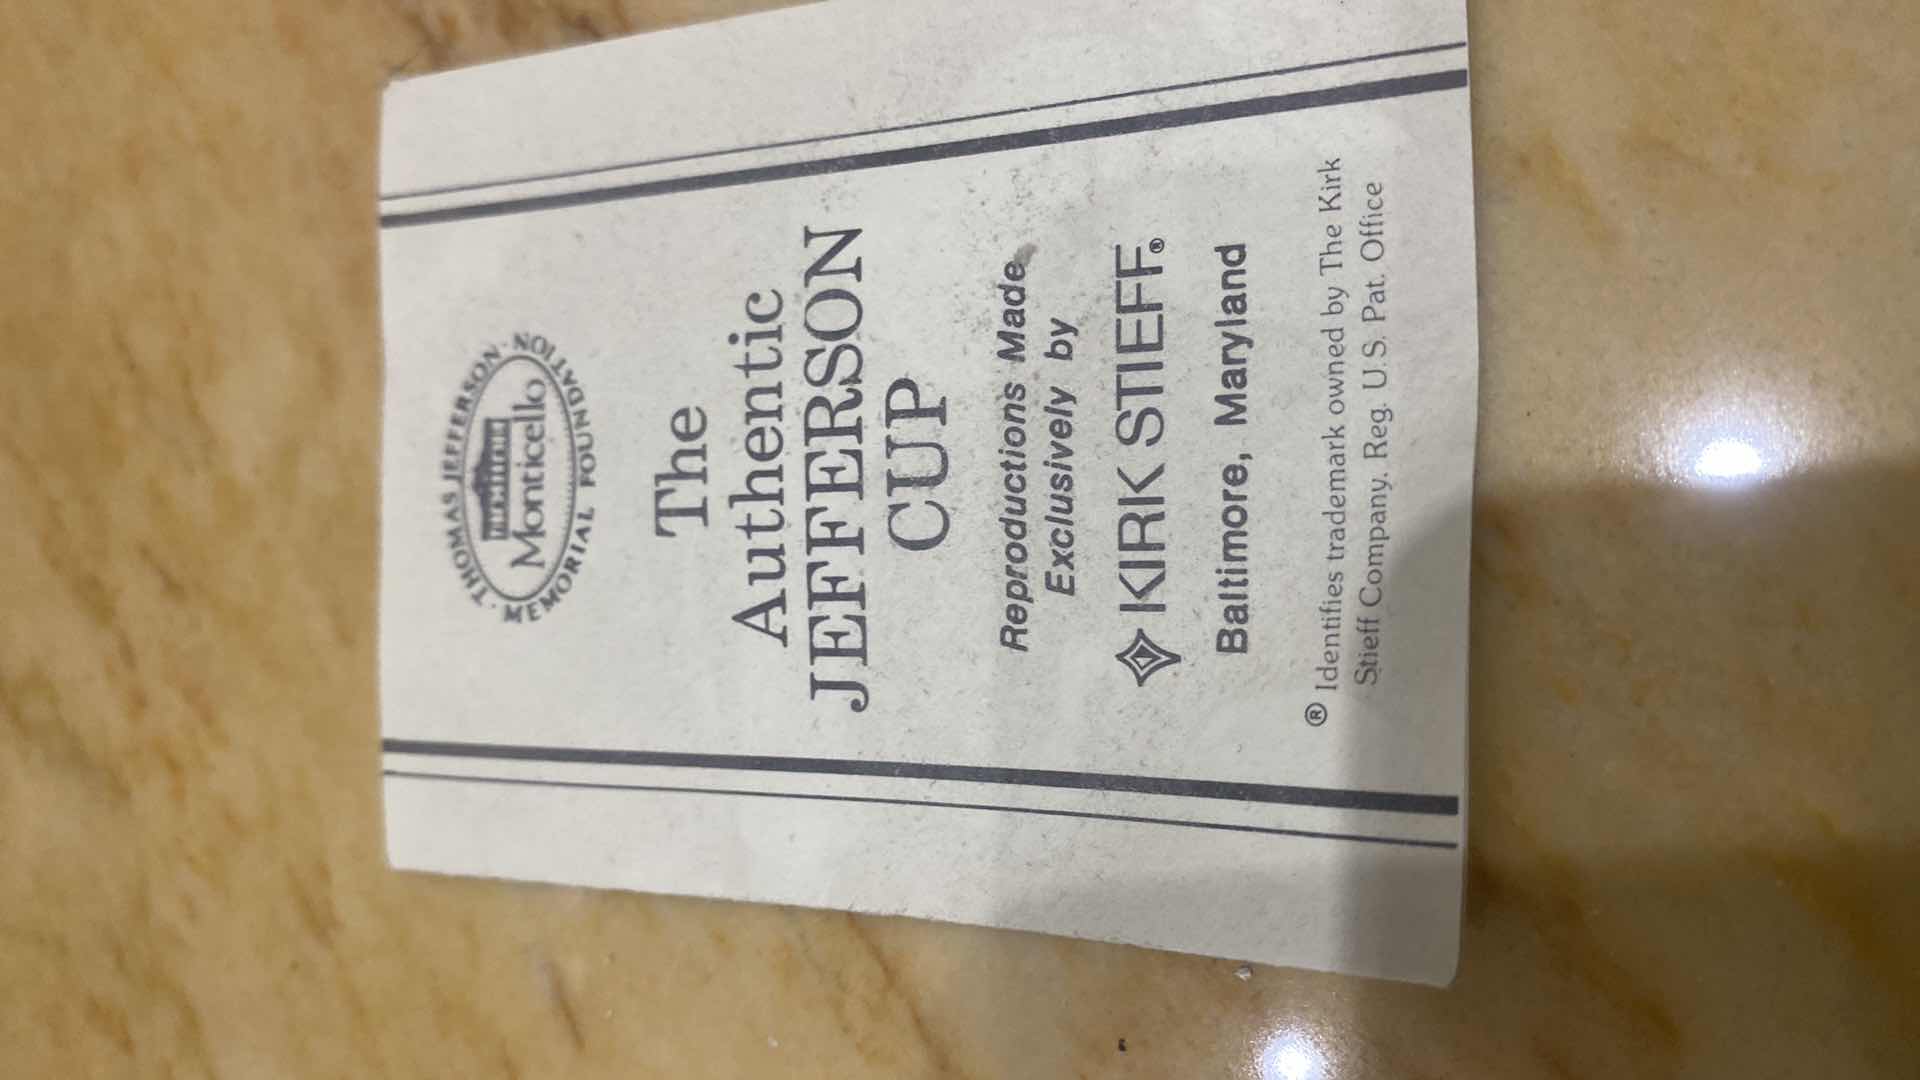 · THOMAS JEFFERSON ·
Monticello
MEMORIAL FOUNDATION
The
Authentic
JEFFERSON
CUP
Reproductions Made
Exclusively by
KIRK STIEFF®
Baltimore, Maryland
® Identifies trademark owned by The Kirk
Stieff Company. Reg. U.S. Pat. Office